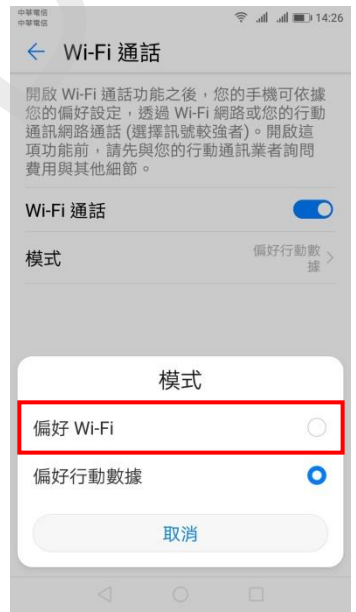 中華電信
中華電信
14:26
Wi-Fi 通話
開啟 Wi-Fi 通話功能之後，您的手機可依據
您的偏好設定，透過 Wi-Fi 網路或您的行動
通訊網路通話 (選擇訊號較強者)。開啟這
項功能前，請先與您的行動通訊業者詢問
費用與其他細節。
Wi-Fi 通話
模式
偏好行動數
據
模式
偏好 Wi-Fi
偏好行動數據
取消